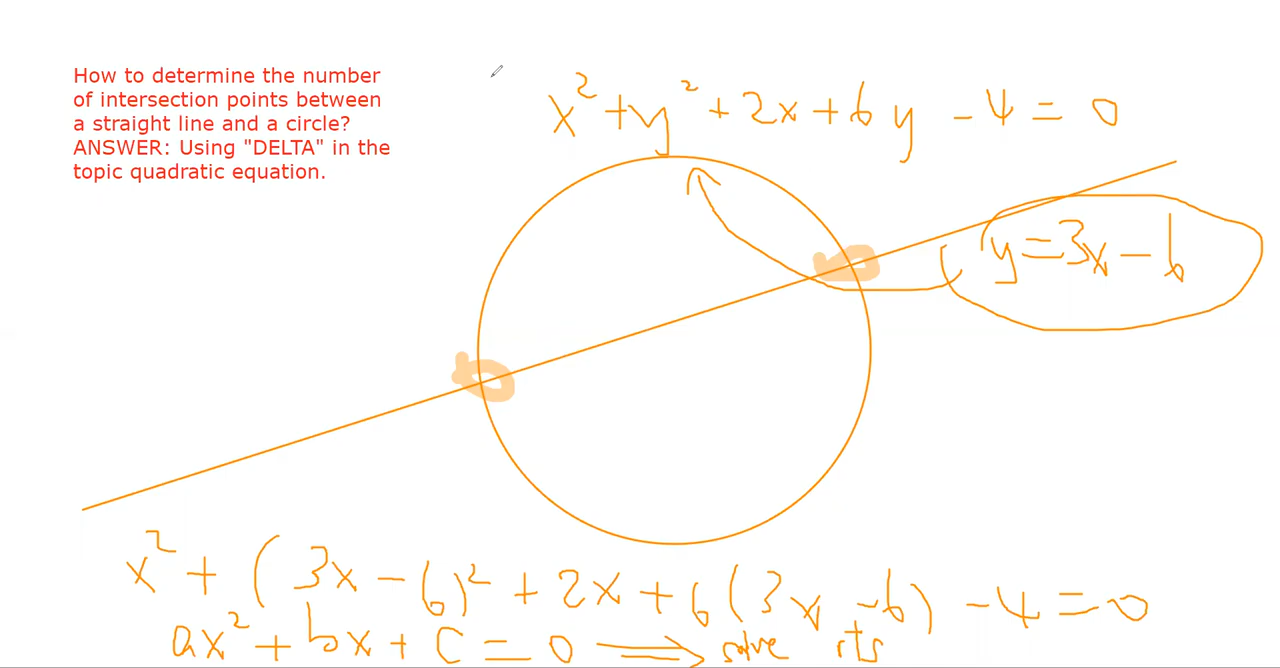 How to determine the number
of intersection points between
a straight line and a circle?
ANSWER: Using "DELTA" in the
topic quadratic equation.
x² + y² + 2x + 6y - 4 = 0
y = 3x - 6
x² + (3x - 6)² + 2x + 6(3x - 6) - 4 = 0
ax² + bx + c = 0 ⟹ solve its